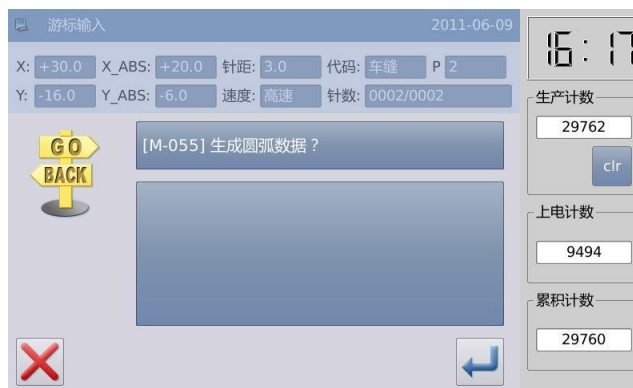 游标输入 2011-06-09
X: +30.0 X_ABS: +20.0 针距: 3.0 代码: 车缝 P 2
Y: -16.0 Y_ABS: -6.0 速度: 高速 针数: 0002/0002
GO
BACK
[M-055] 生成圆弧数据？
16:17
生产计数
29762
clr
上电计数
9494
累积计数
29760